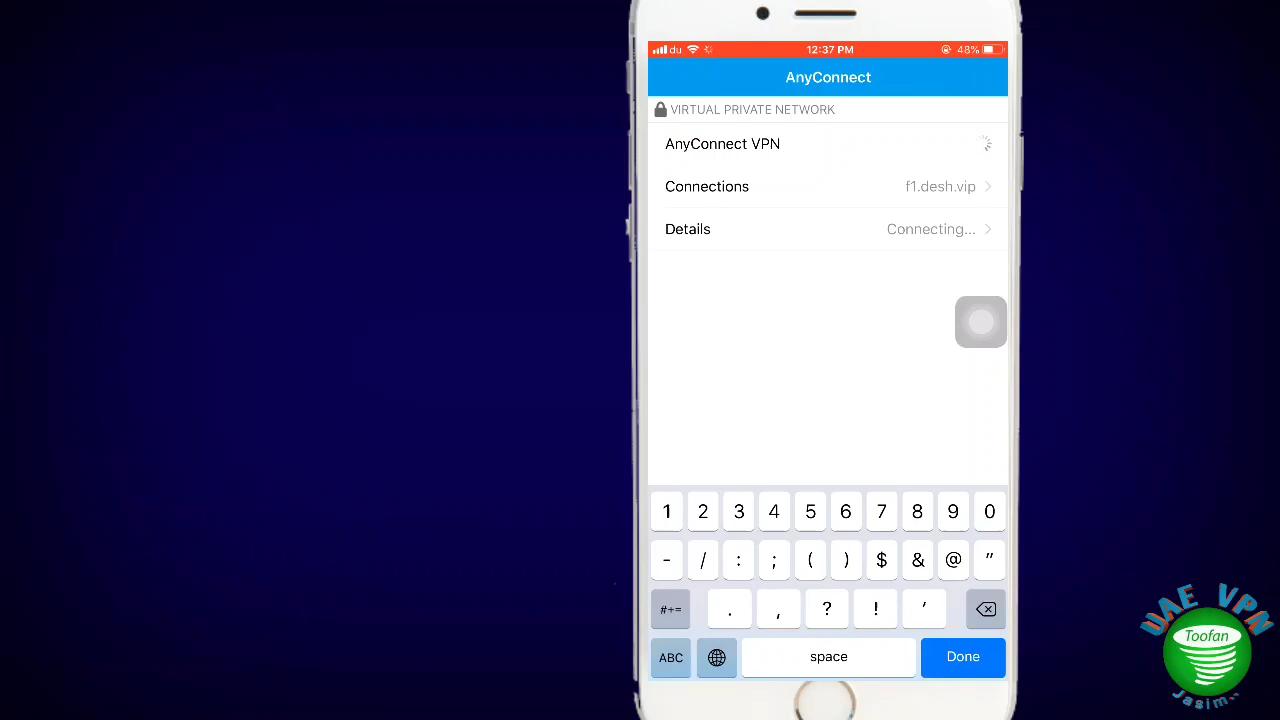 du 12:37 PM 48%
AnyConnect
VIRTUAL PRIVATE NETWORK
AnyConnect VPN
Connections f1.desh.vip
Details Connecting...
1 2 3 4 5 6 7 8 9 0
- / : ; ( ) $ & @ "
#+= . , ? ! '
ABC space Done
UAE VPN
Toofan
Jasim..